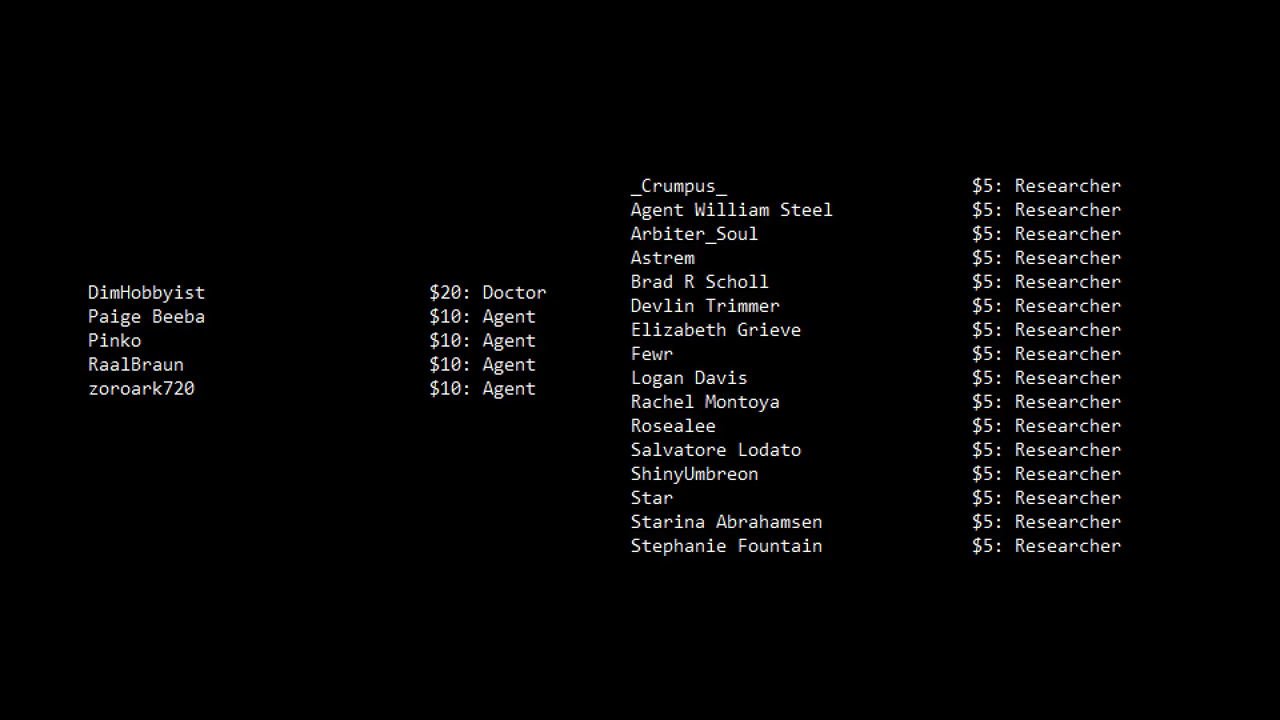 DimHobbyist $20: Doctor
Paige Beeba $10: Agent
Pinko $10: Agent
RaalBraun $10: Agent
zoroark720 $10: Agent
_Crumpus_ $5: Researcher
Agent William Steel $5: Researcher
Arbiter_Soul $5: Researcher
Astrem $5: Researcher
Brad R Scholl $5: Researcher
Devlin Trimmer $5: Researcher
Elizabeth Grieve $5: Researcher
Fewr $5: Researcher
Logan Davis $5: Researcher
Rachel Montoya $5: Researcher
Rosealee $5: Researcher
Salvatore Lodato $5: Researcher
ShinyUmbreon $5: Researcher
Star $5: Researcher
Starina Abrahamsen $5: Researcher
Stephanie Fountain $5: Researcher